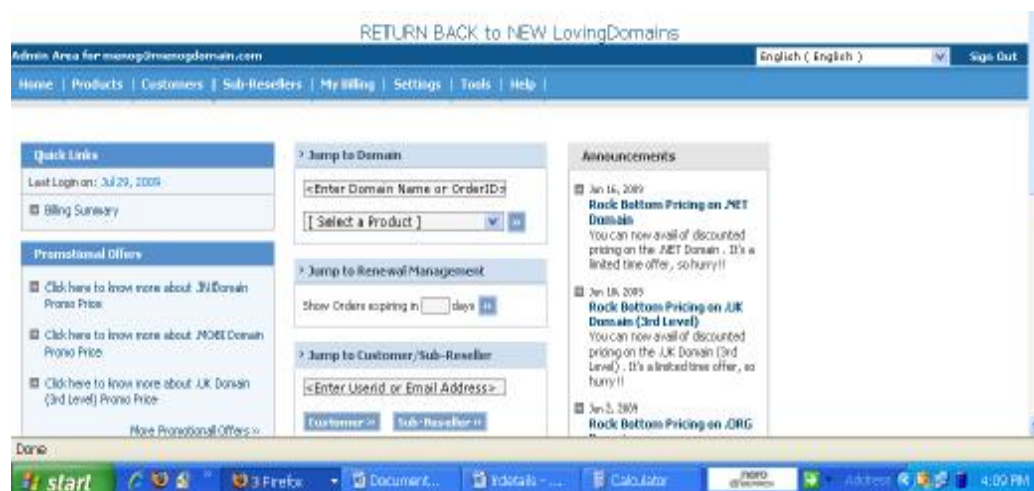 RETURN BACK to NEW LovingDomains
Admin Area for
English ( English )
Sign Out
Home | Products | Customers | Sub-Resellers | My Billing | Settings | Tools | Help |
Quick Links
Last Login on: Jul 29, 2009
Billing Summary
Promotional Offers
Click here to know more about .IN Domain
Promo Price
Click here to know more about .MOBI Domain
Promo Price
Click here to know more about .UK Domain
(3rd Level) Promo Price
More Promotional Offers »
Jump to Domain
<Enter Domain Name or OrderID>
[ Select a Product ]
Jump to Renewal Management
Show Orders expiring in days
Jump to Customer/Sub-Reseller
<Enter Userid or Email Address>
Customer »
Sub-Reseller »
Announcements
Jun 16, 2009
Rock Bottom Pricing on .NET
Domain
You can now avail of discounted
pricing on the .NET Domain . It's a
limited time offer, so hurry!!
2009
Rock Bottom Pricing on .UK
Domain (3rd Level)
You can now avail of discounted
pricing on the .UK Domain (3rd
Level) . It's a limited time offer, so
hurry!!
Jun 2, 2009
Rock Bottom Pricing on .ORG
Done
start
3 Firefox
Document...
Calculator
nero
Address
4:09 PM